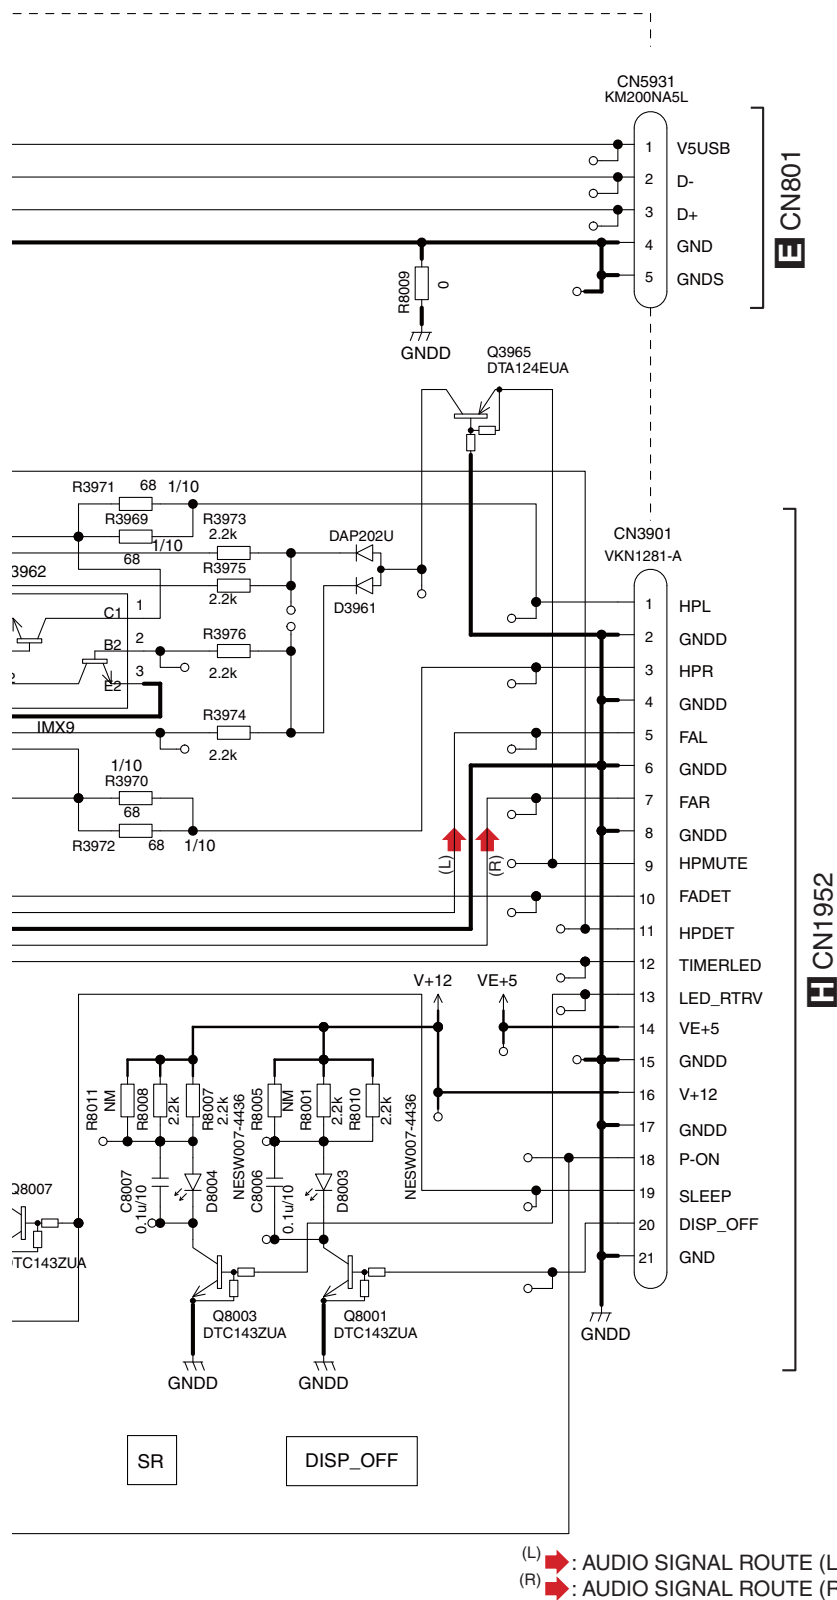 CN5931
KM200NA5L
1 V5USB
2 D-
3 D+
4 GND
5 GNDS
E CN801
R8009
0
GNDD
Q3965
DTA124EUA
R3971
68
1/10
R3969
1/10
68
R3973
2.2k
R3975
2.2k
DAP202U
D3961
3962
C1
1
B2
2
E2
3
IMX9
R3976
2.2k
R3974
2.2k
1/10
R3970
68
R3972
68
1/10
CN3901
VKN1281-A
1 HPL
2 GNDD
3 HPR
4 GNDD
5 FAL
6 GNDD
7 FAR
8 GNDD
9 HPMUTE
10 FADET
11 HPDET
12 TIMERLED
13 LED_RTRV
14 VE+5
15 GNDD
16 V+12
17 GNDD
18 P-ON
19 SLEEP
20 DISP_OFF
21 GND
H CN1952
(L)
(R)
V+12
VE+5
R8011
NM
R8008
2.2k
R8007
2.2k
R8005
NM
R8001
2.2k
R8010
2.2k
C8007
0.1u/10
D8004
NESW007-4436
C8006
0.1u/10
D8003
NESW007-4436
Q8007
DTC143ZUA
Q8003
DTC143ZUA
Q8001
DTC143ZUA
GNDD
GNDD
GNDD
SR
DISP_OFF
(L) : AUDIO SIGNAL ROUTE (L
(R) : AUDIO SIGNAL ROUTE (R